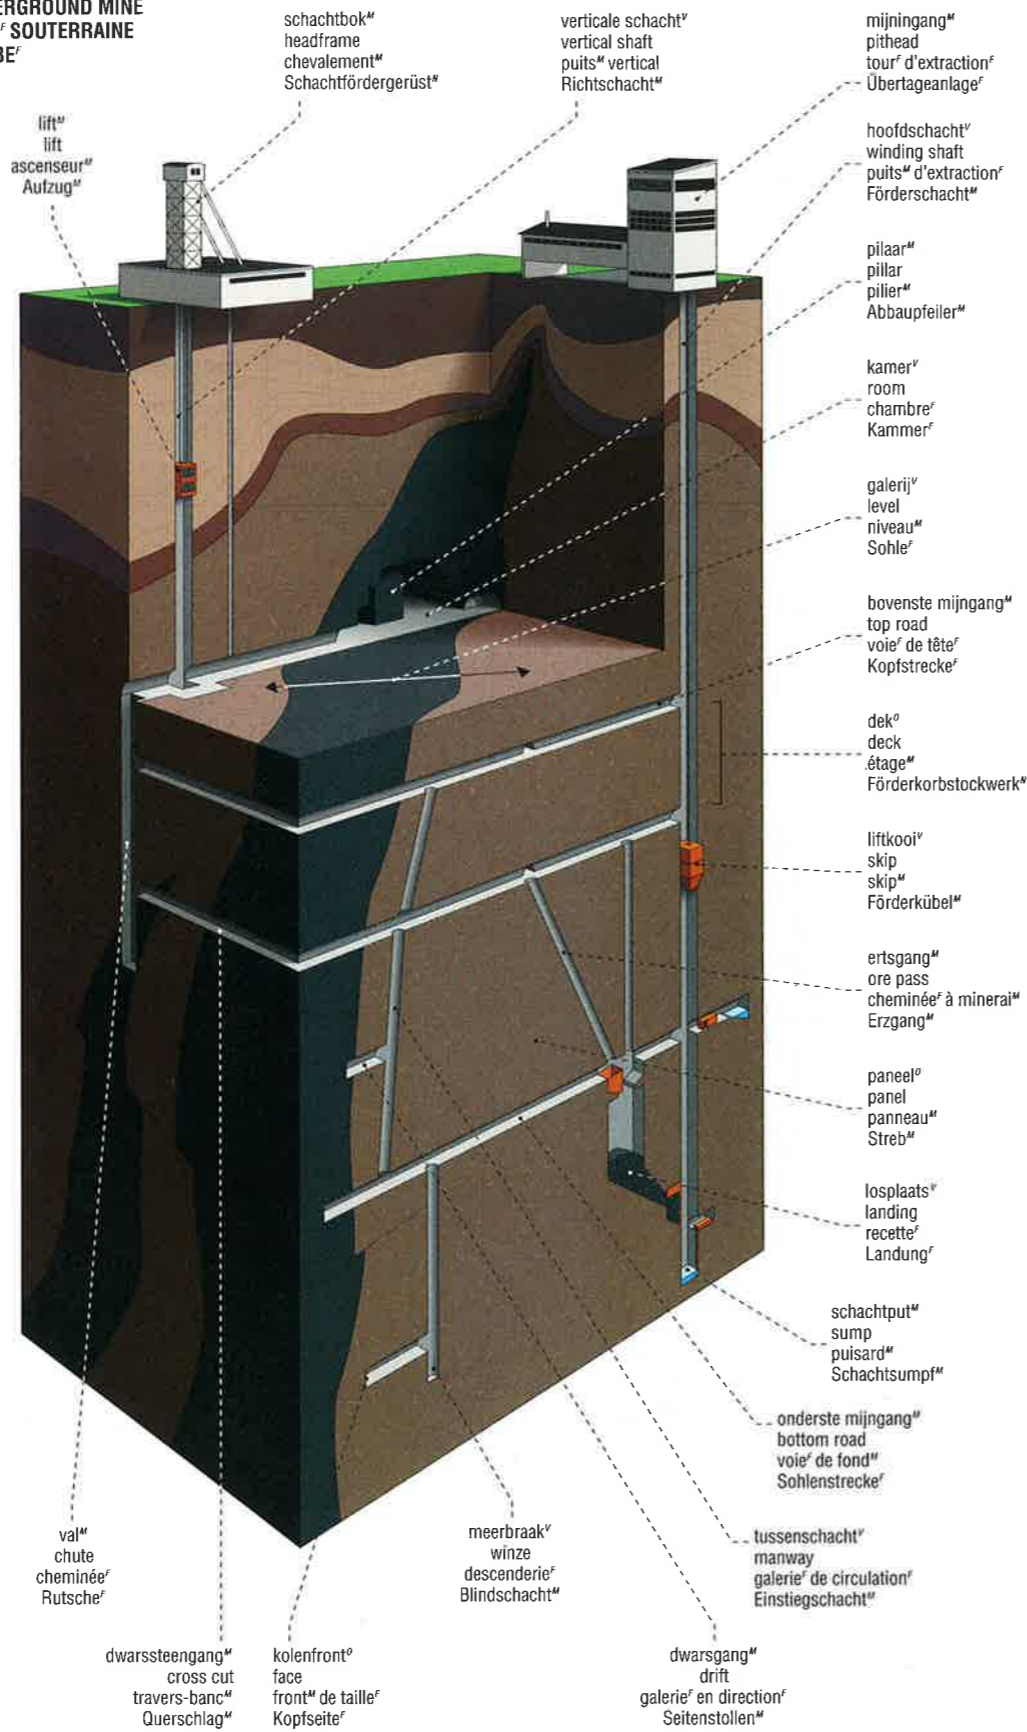 ERGROUND MINE
F SOUTERRAINE
BE F
schachtbok M
headframe
chevalement M
Schachtfördergerüst N
verticale schacht V
vertical shaft
puits M vertical
Richtschacht M
mijningang M
pithead
tour F d'extraction F
Übertageanlage F
lift M
lift
ascenseur M
Aufzug M
hoofdschacht V
winding shaft
puits M d'extraction F
Förderschacht M
pilaar M
pillar
pilier M
Abbaupfeiler M
kamer V
room
chambre F
Kammer F
galerij V
level
niveau M
Sohle F
bovenste mijngang M
top road
voie F de tête F
Kopfstrecke F
dek O
deck
étage M
Förderkorbstockwerk N
liftkooi V
skip
skip M
Förderkübel M
ertsgang M
ore pass
cheminée F à minerai M
Erzgang M
paneel O
panel
panneau M
Streb M
losplaats V
landing
recette F
Landung F
schachtput M
sump
puisard M
Schachtsumpf M
onderste mijngang M
bottom road
voie F de fond M
Sohlenstrecke F
tussenschacht V
manway
galerie F de circulation F
Einstiegschacht M
val M
chute
cheminée F
Rutsche F
meerbraak V
winze
descenderie F
Blindschacht M
dwarssteengang M
cross cut
travers-banc M
Querschlag M
kolenfront O
face
front M de taille F
Kopfseite F
dwarsgang M
drift
galerie F en direction F
Seitenstollen M